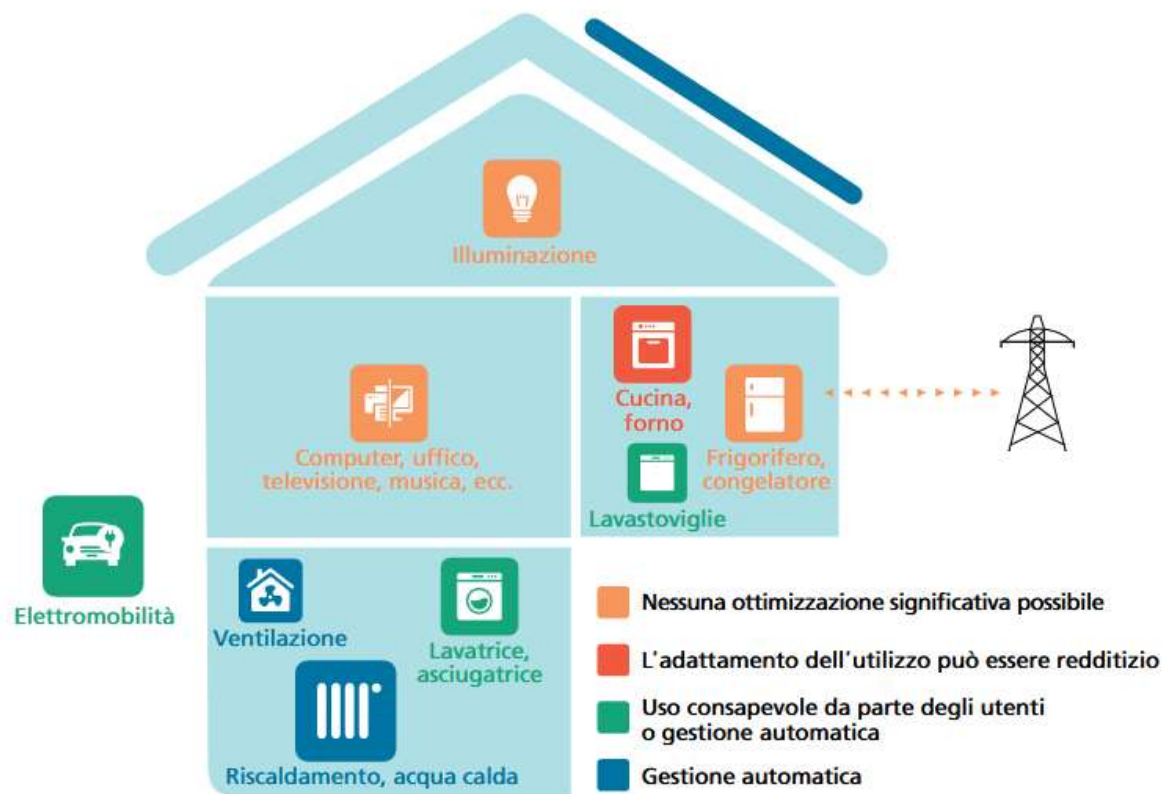 Illuminazione
Computer, uffico,
televisione, musica, ecc.
Cucina,
forno
Frigorifero,
congelatore
Lavastoviglie
Elettromobilità
Ventilazione
Lavatrice,
asciugatrice
Riscaldamento, acqua calda
Nessuna ottimizzazione significativa possibile
L'adattamento dell'utilizzo può essere redditizio
Uso consapevole da parte degli utenti
o gestione automatica
Gestione automatica